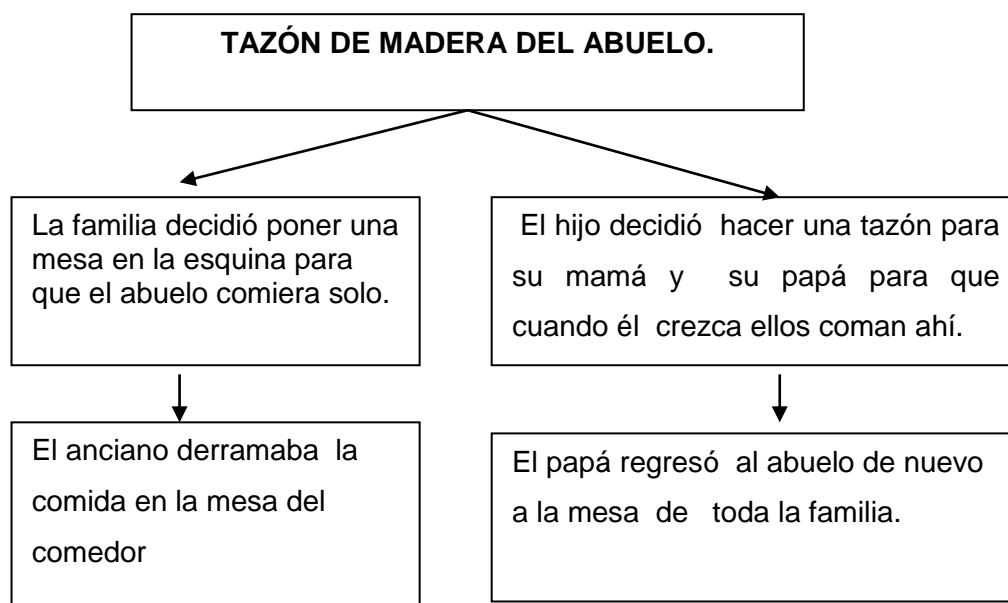 TAZÓN DE MADERA DEL ABUELO.
La familia decidió poner una
mesa en la esquina para
que el abuelo comiera solo.
El hijo decidió hacer una tazón para
su mamá y su papá para que
cuando él crezca ellos coman ahí.
El anciano derramaba la
comida en la mesa del
comedor
El papá regresó al abuelo de nuevo
a la mesa de toda la familia.